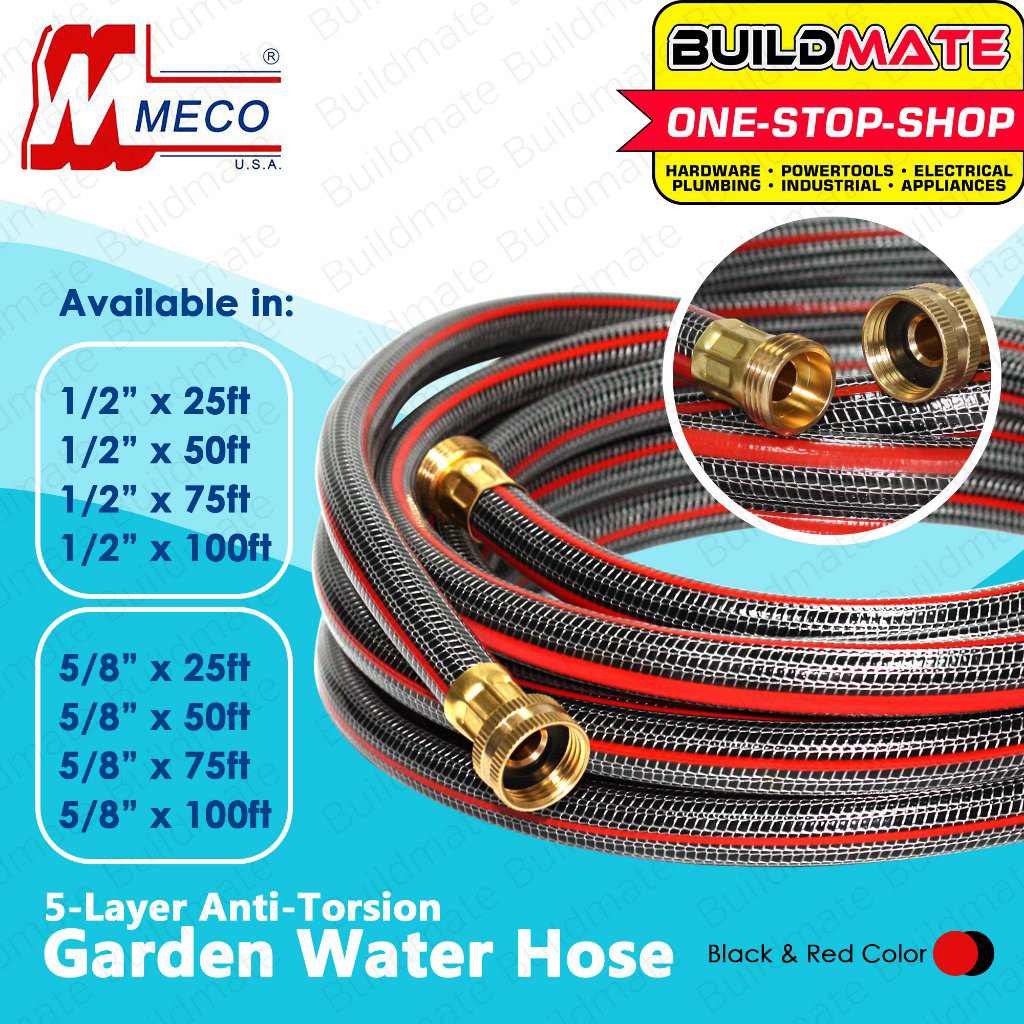 MECO
®
U.S.A.
BUILDMATE
ONE-STOP-SHOP
HARDWARE • POWERTOOLS • ELECTRICAL
PLUMBING • INDUSTRIAL • APPLIANCES
Available in:
1/2” x 25ft
1/2” x 50ft
1/2” x 75ft
1/2” x 100ft
5/8” x 25ft
5/8” x 50ft
5/8” x 75ft
5/8” x 100ft
5-Layer Anti-Torsion
Garden Water Hose
Black & Red Color
Buildmate